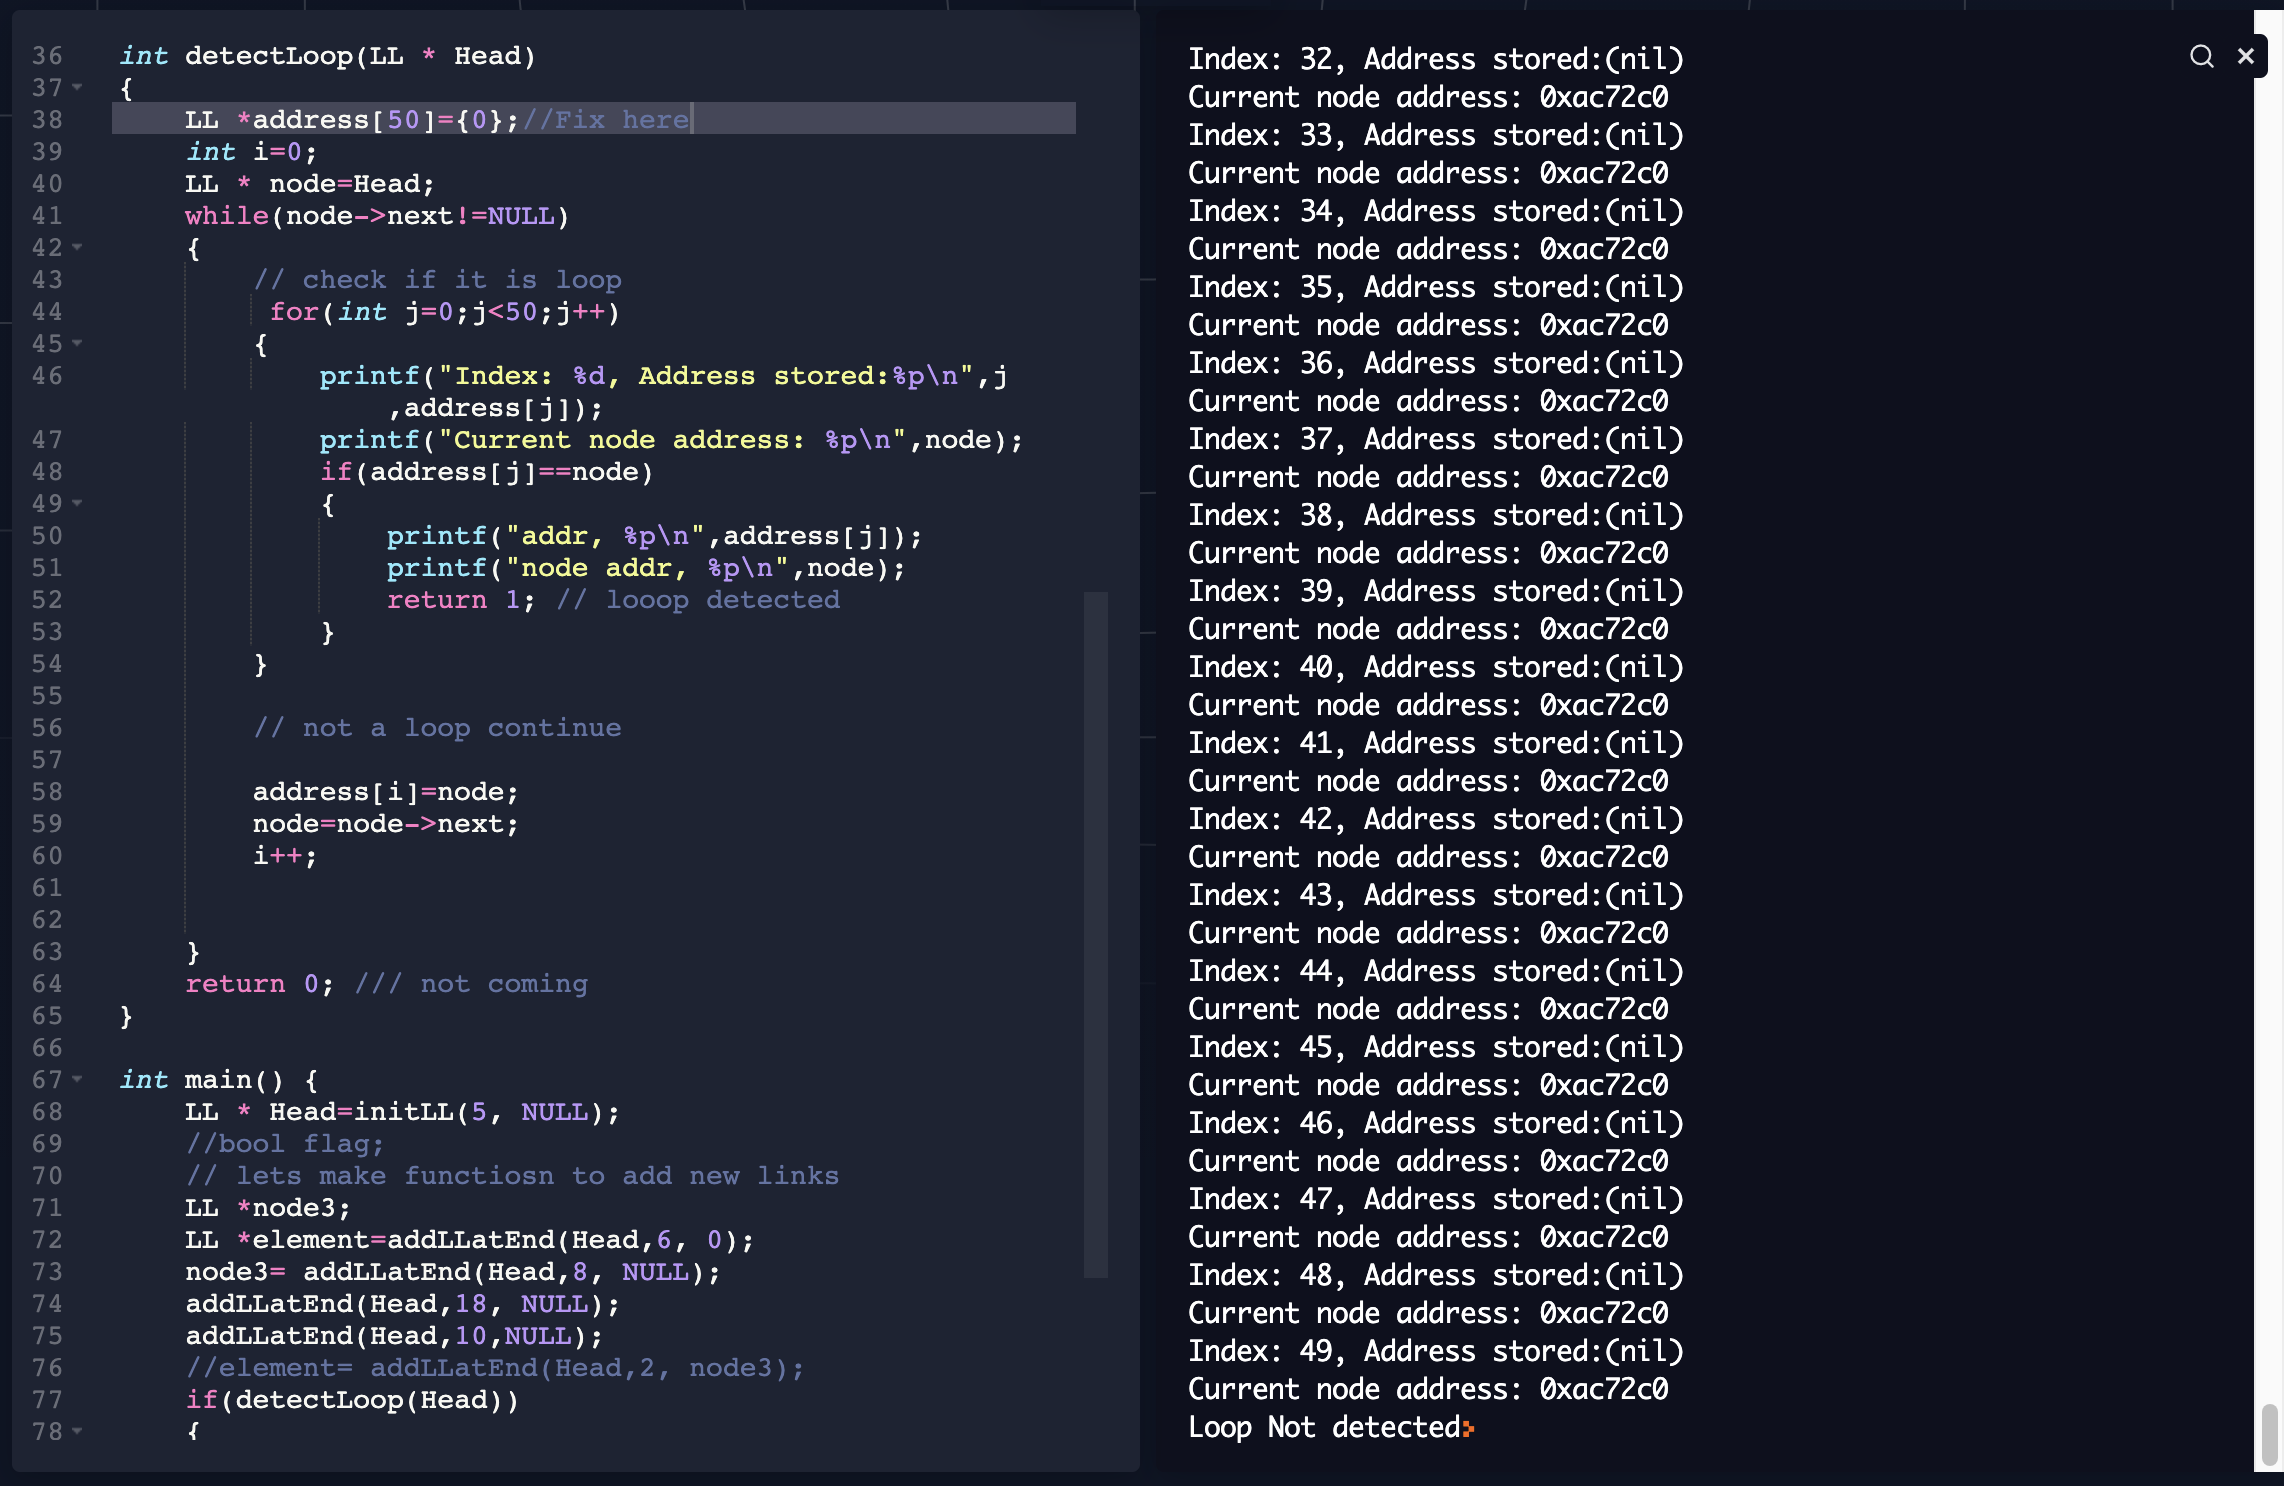 36 int detectLoop(LL * Head)
37 {
38 LL *address[50]={0};//Fix here
39 int i=0;
40 LL * node=Head;
41 while(node->next!=NULL)
42 {
43 // check if it is loop
44 for(int j=0;j<50;j++)
45 {
46 printf("Index: %d, Address stored:%p\n",j
,address[j]);
47 printf("Current node address: %p\n",node);
48 if(address[j]==node)
49 {
50 printf("addr, %p\n",address[j]);
51 printf("node addr, %p\n",node);
52 return 1; // looop detected
53 }
54 }
55
56 // not a loop continue
57
58 address[i]=node;
59 node=node->next;
60 i++;
61
62
63 }
64 return 0; /// not coming
65 }
66
67 int main() {
68 LL * Head=initLL(5, NULL);
69 //bool flag;
70 // lets make functiosn to add new links
71 LL *node3;
72 LL *element=addLLatEnd(Head,6, 0);
73 node3= addLLatEnd(Head,8, NULL);
74 addLLatEnd(Head,18, NULL);
75 addLLatEnd(Head,10,NULL);
76 //element= addLLatEnd(Head,2, node3);
77 if(detectLoop(Head))
78 {
Index: 32, Address stored:(nil)
Current node address: 0xac72c0
Index: 33, Address stored:(nil)
Current node address: 0xac72c0
Index: 34, Address stored:(nil)
Current node address: 0xac72c0
Index: 35, Address stored:(nil)
Current node address: 0xac72c0
Index: 36, Address stored:(nil)
Current node address: 0xac72c0
Index: 37, Address stored:(nil)
Current node address: 0xac72c0
Index: 38, Address stored:(nil)
Current node address: 0xac72c0
Index: 39, Address stored:(nil)
Current node address: 0xac72c0
Index: 40, Address stored:(nil)
Current node address: 0xac72c0
Index: 41, Address stored:(nil)
Current node address: 0xac72c0
Index: 42, Address stored:(nil)
Current node address: 0xac72c0
Index: 43, Address stored:(nil)
Current node address: 0xac72c0
Index: 44, Address stored:(nil)
Current node address: 0xac72c0
Index: 45, Address stored:(nil)
Current node address: 0xac72c0
Index: 46, Address stored:(nil)
Current node address: 0xac72c0
Index: 47, Address stored:(nil)
Current node address: 0xac72c0
Index: 48, Address stored:(nil)
Current node address: 0xac72c0
Index: 49, Address stored:(nil)
Current node address: 0xac72c0
Loop Not detected